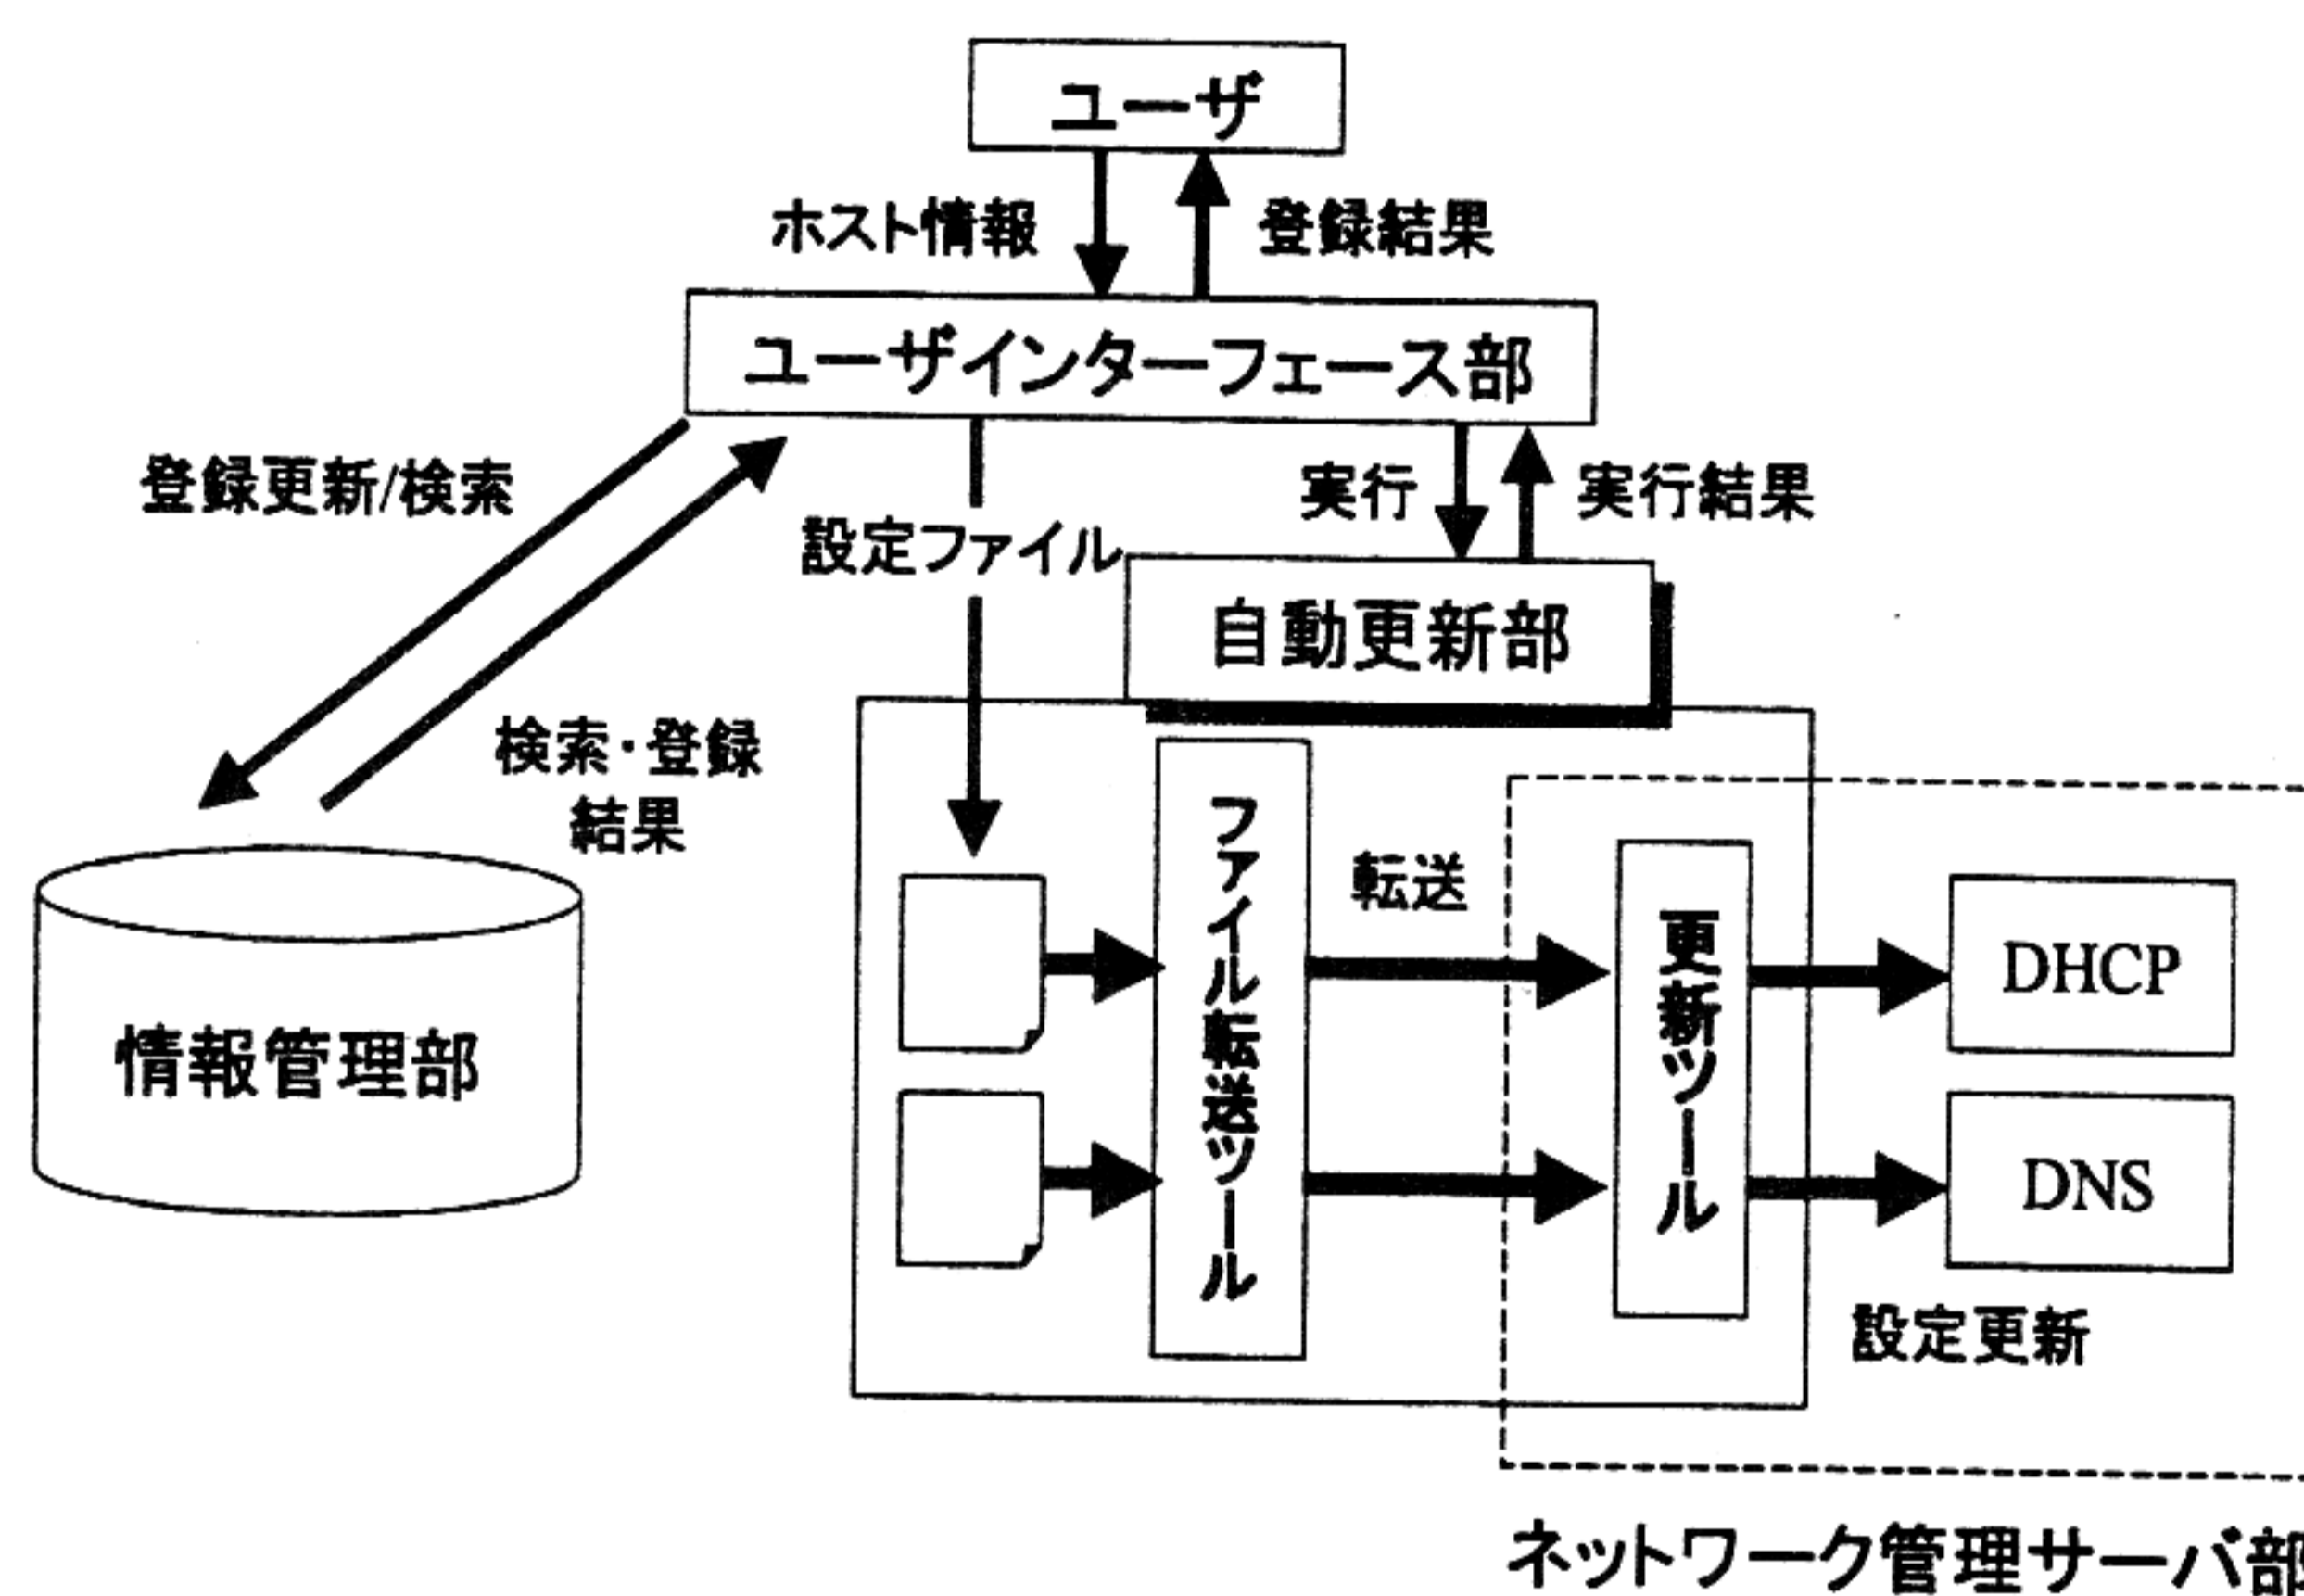 ユーザ
ホスト情報
登録結果
ユーザインターフェース部
登録更新/検索
設定ファイル
実行
実行結果
自動更新部
検索・登録
結果
ファイル転送ツール
転送
更新ツール
DHCP
情報管理部
DNS
設定更新
ネットワーク管理サーバ部